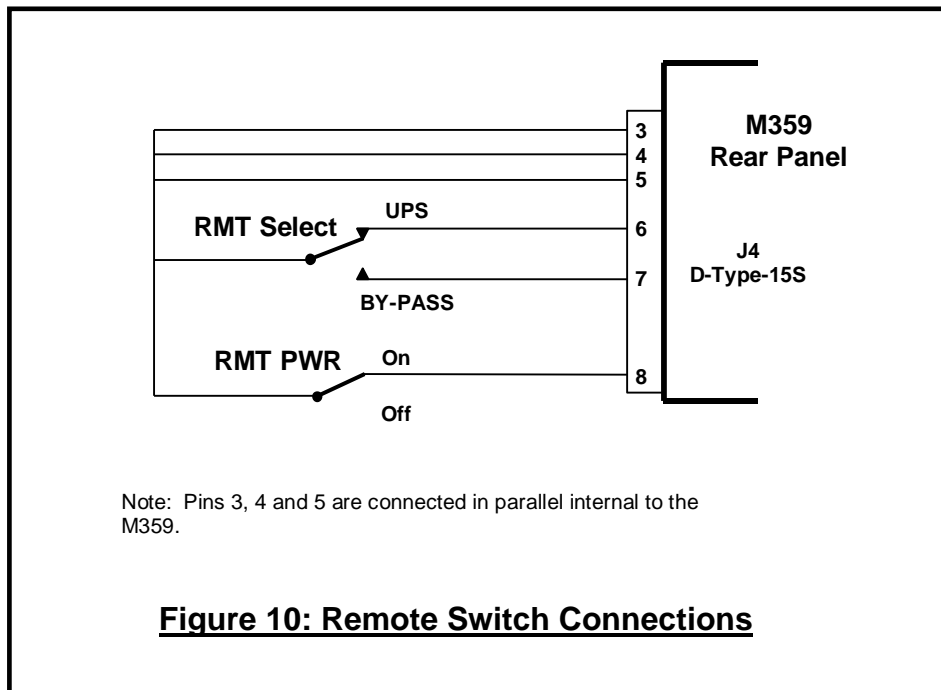 3
4
5
M359
Rear Panel
UPS
RMT Select
6
J4
D-Type-15S
7
BY-PASS
RMT PWR
On
8
Off
Note: Pins 3, 4 and 5 are connected in parallel internal to the
M359.
Figure 10: Remote Switch Connections